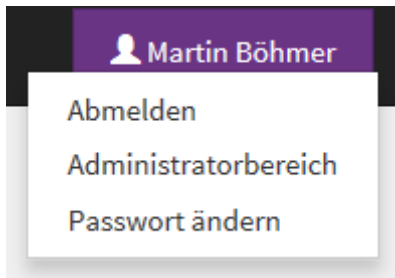 Martin Böhmer
Abmelden
Administratorbereich
Passwort ändern